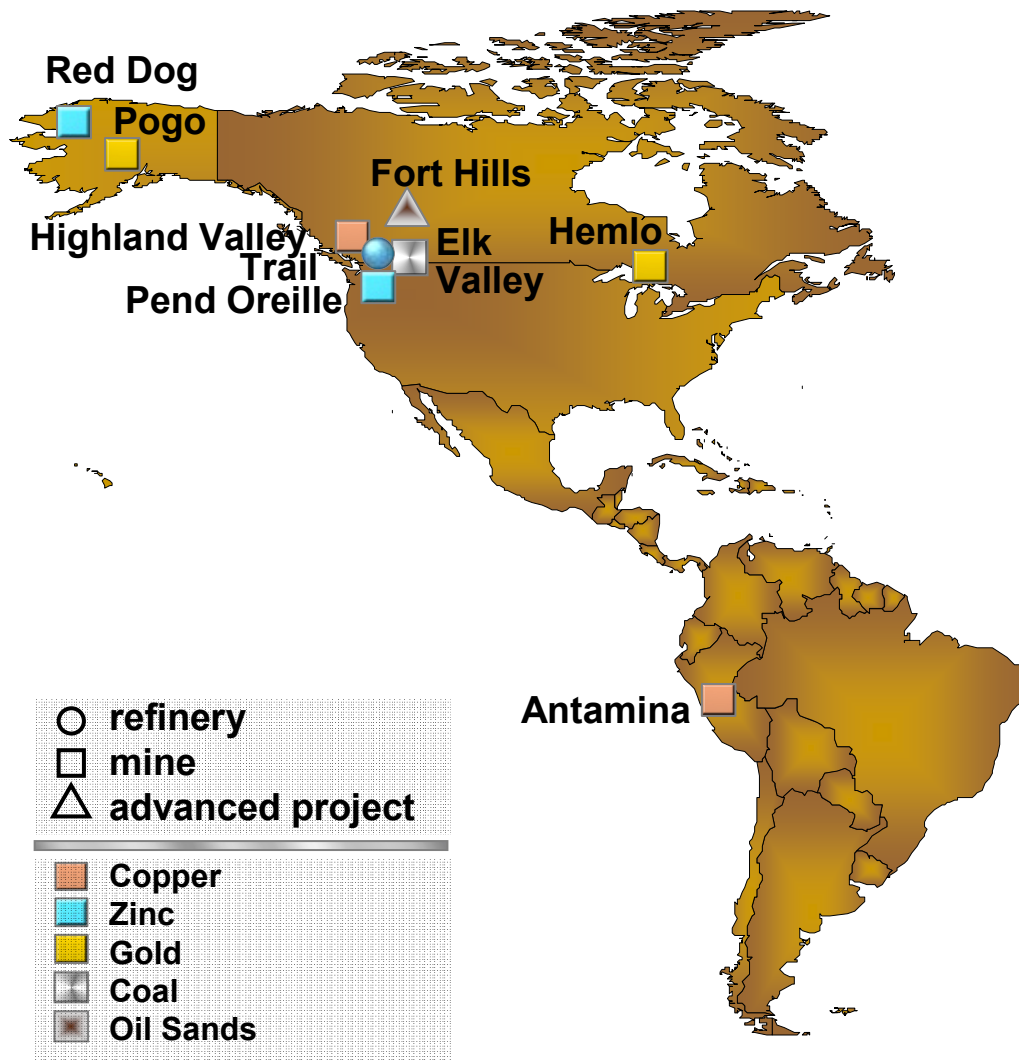 Red Dog
Pogo
Fort Hills
Highland Valley
Elk
Valley
Hemlo
Trail
Pend Oreille
Antamina
refinery
mine
advanced project
Copper
Zinc
Gold
Coal
Oil Sands